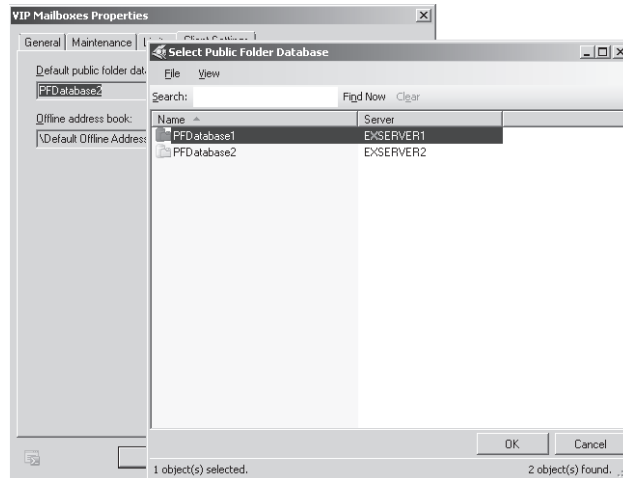 VIP Mailboxes Properties
General Maintenance Client Settings
Default public folder dat
PFDatabase2
Offline address book:
\Default Offline Address
Select Public Folder Database
File View
Search: Find Now Clear
Name Server
PFDatabase1 EXSERVER1
PFDatabase2 EXSERVER2
OK Cancel
1 object(s) selected. 2 object(s) found.